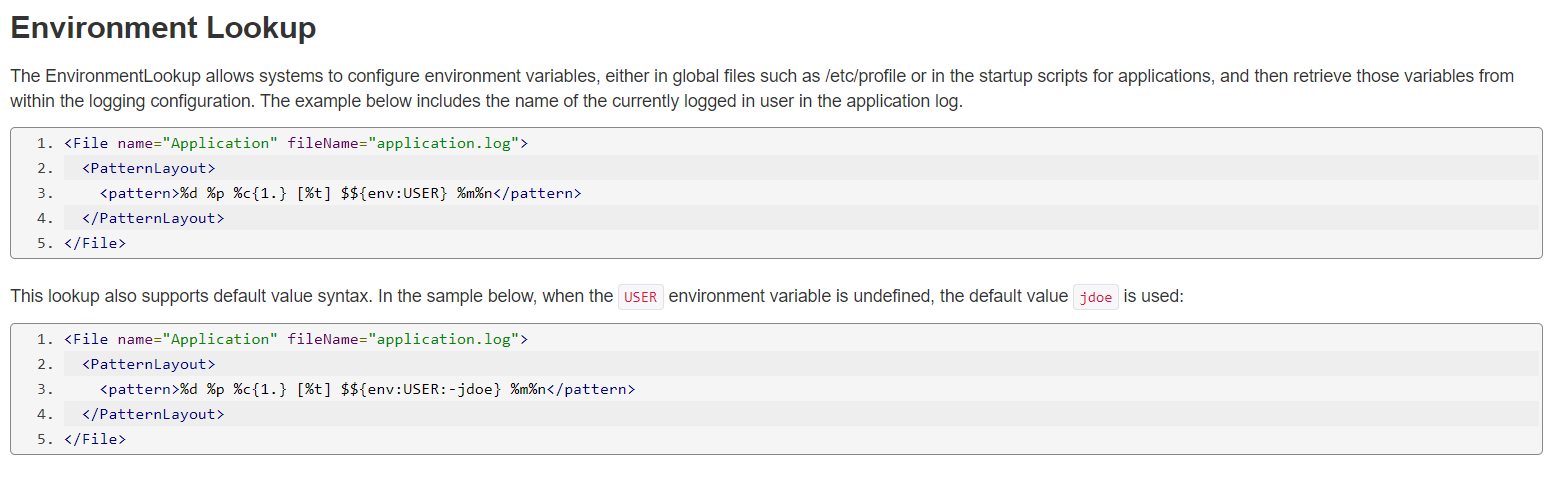 Environment Lookup
The EnvironmentLookup allows systems to configure environment variables, either in global files such as /etc/profile or in the startup scripts for applications, and then retrieve those variables from
within the logging configuration. The example below includes the name of the currently logged in user in the application log.
1. <File name="Application" fileName="application.log">
2.   <PatternLayout>
3.     <pattern>%d %p %c{1.} [%t] $${env:USER} %m%n</pattern>
4.   </PatternLayout>
5. </File>
This lookup also supports default value syntax. In the sample below, when the USER environment variable is undefined, the default value jdoe is used:
1. <File name="Application" fileName="application.log">
2.   <PatternLayout>
3.     <pattern>%d %p %c{1.} [%t] $${env:USER:-jdoe} %m%n</pattern>
4.   </PatternLayout>
5. </File>